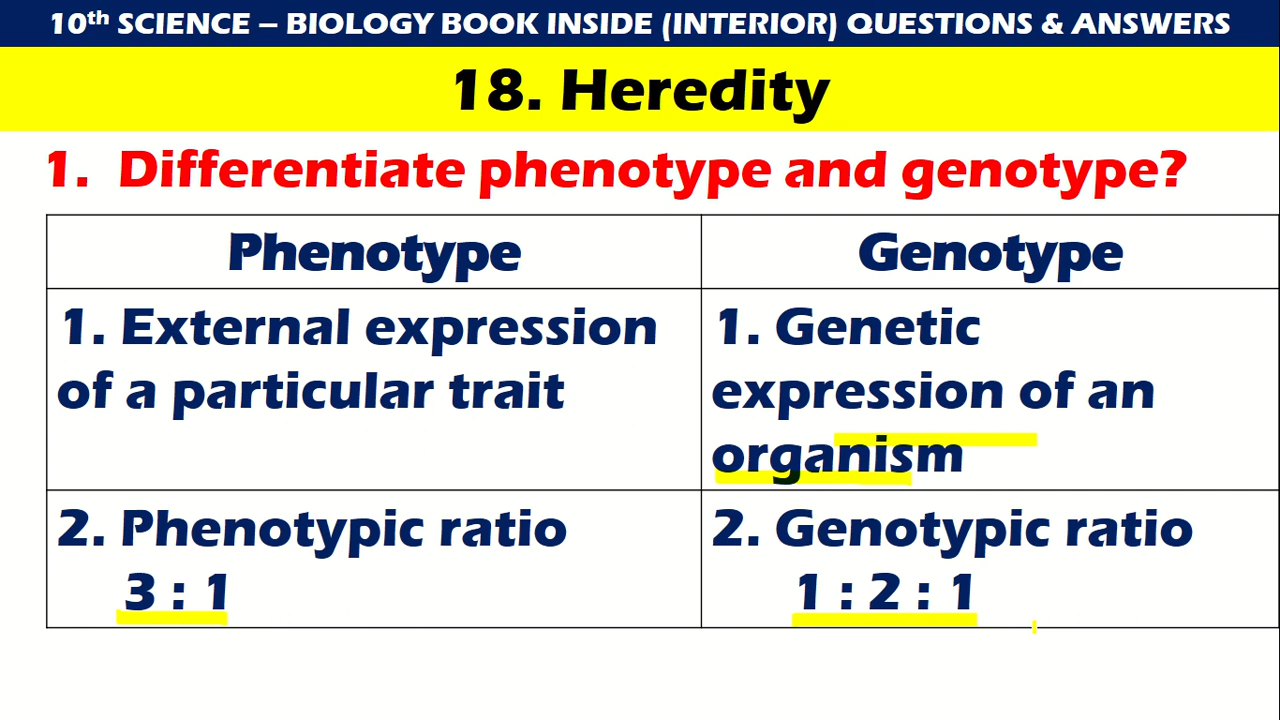 10th SCIENCE – BIOLOGY BOOK INSIDE (INTERIOR) QUESTIONS & ANSWERS
18. Heredity
1. Differentiate phenotype and genotype?
Phenotype
Genotype
1. External expression
of a particular trait
1. Genetic
expression of an
organism
2. Phenotypic ratio
3 : 1
2. Genotypic ratio
1 : 2 : 1